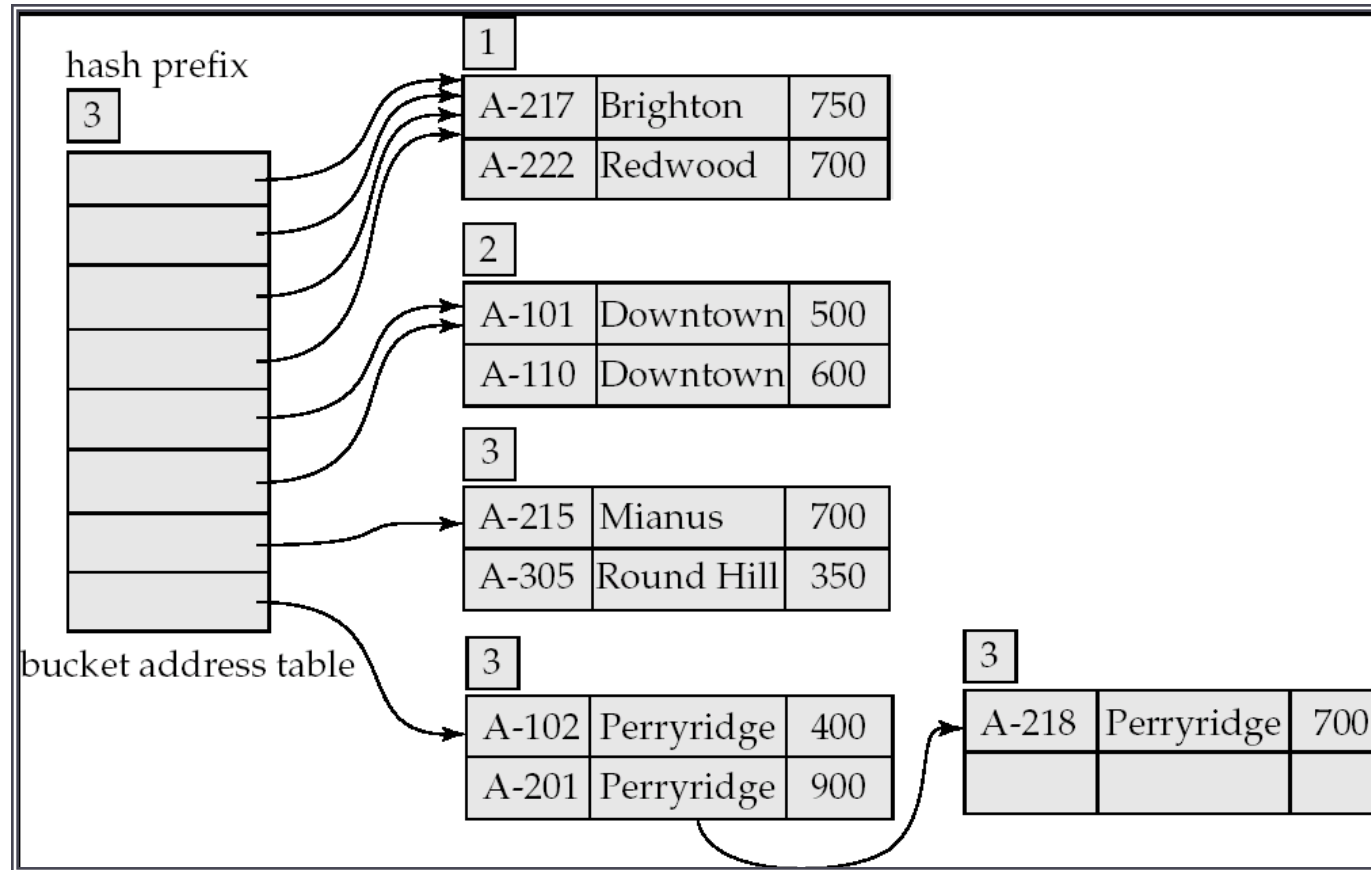 hash prefix
3
bucket address table
1
A-217 Brighton 750
A-222 Redwood 700
2
A-101 Downtown 500
A-110 Downtown 600
3
A-215 Mianus 700
A-305 Round Hill 350
3
A-102 Perryridge 400
A-201 Perryridge 900
3
A-218 Perryridge 700